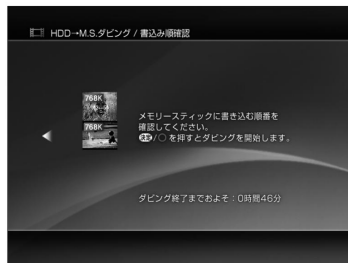 HDD→M.S.ダビング / 書込み順確認
768K
768K
メモリースティックに書き込む順番を
確認してください。
決定/○ を押すとダビングを開始します。
ダビング終了までおよそ：0時間46分